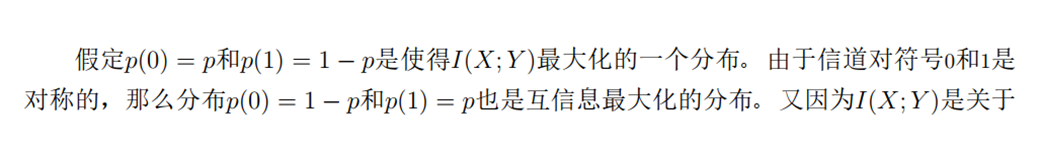 假定p(0) = p和p(1) = 1 − p是使得I(X; Y)最大化的一个分布。由于信道对符号0和1是
对称的，那么分布p(0) = 1 − p和p(1) = p也是互信息最大化的分布。又因为I(X; Y)是关于